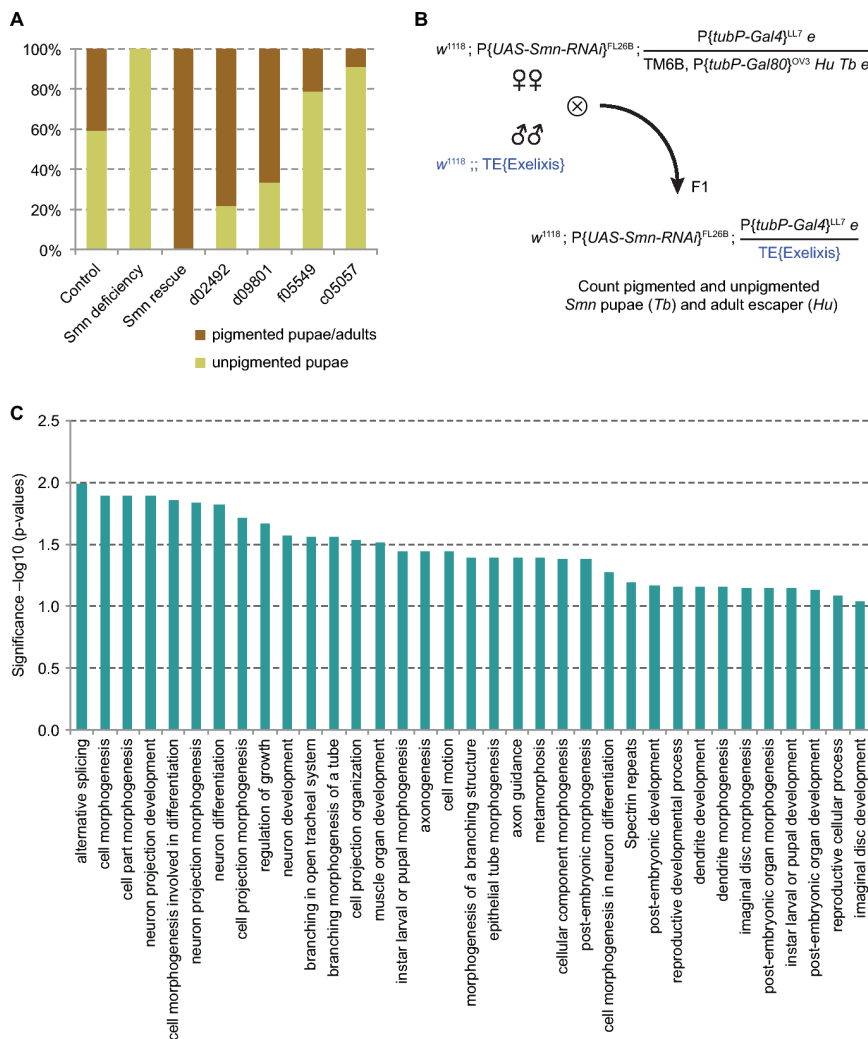 A
100%
80%
60%
40%
20%
0%
Control
Smn deficiency
Smn rescue
d02492
d09801
f05549
c05057
pigmented pupae/adults
unpigmented pupae
B
w1118 ; P{UAS-Smn-RNAi}FL26B ; P{tubP-Gal4}LL7 e
TM6B, P{tubP-Gal80}OV3 Hu Tb e
♀♀
⊗
♂♂
w1118 ;; TE{Exelixis}
F1
w1118 ; P{UAS-Smn-RNAi}FL26B ; P{tubP-Gal4}LL7 e
TE{Exelixis}
Count pigmented and unpigmented
Smn pupae (Tb) and adult escaper (Hu)
C
Significance –log10 (p-values)
2.5
2.0
1.5
1.0
0.5
0.0
alternative splicing
cell morphogenesis
cell part morphogenesis
neuron projection development
cell morphogenesis involved in differentiation
neuron projection morphogenesis
neuron differentiation
cell projection morphogenesis
regulation of growth
neuron development
branching in open tracheal system
branching morphogenesis of a tube
cell projection organization
muscle organ development
instar larval or pupal morphogenesis
axonogenesis
cell motion
morphogenesis of a branching structure
epithelial tube morphogenesis
axon guidance
metamorphosis
cellular component morphogenesis
post-embryonic morphogenesis
cell morphogenesis in neuron differentiation
Spectrin repeats
post-embryonic development
reproductive developmental process
dendrite development
dendrite morphogenesis
imaginal disc morphogenesis
post-embryonic organ morphogenesis
instar larval or pupal development
post-embryonic organ development
reproductive cellular process
imaginal disc development